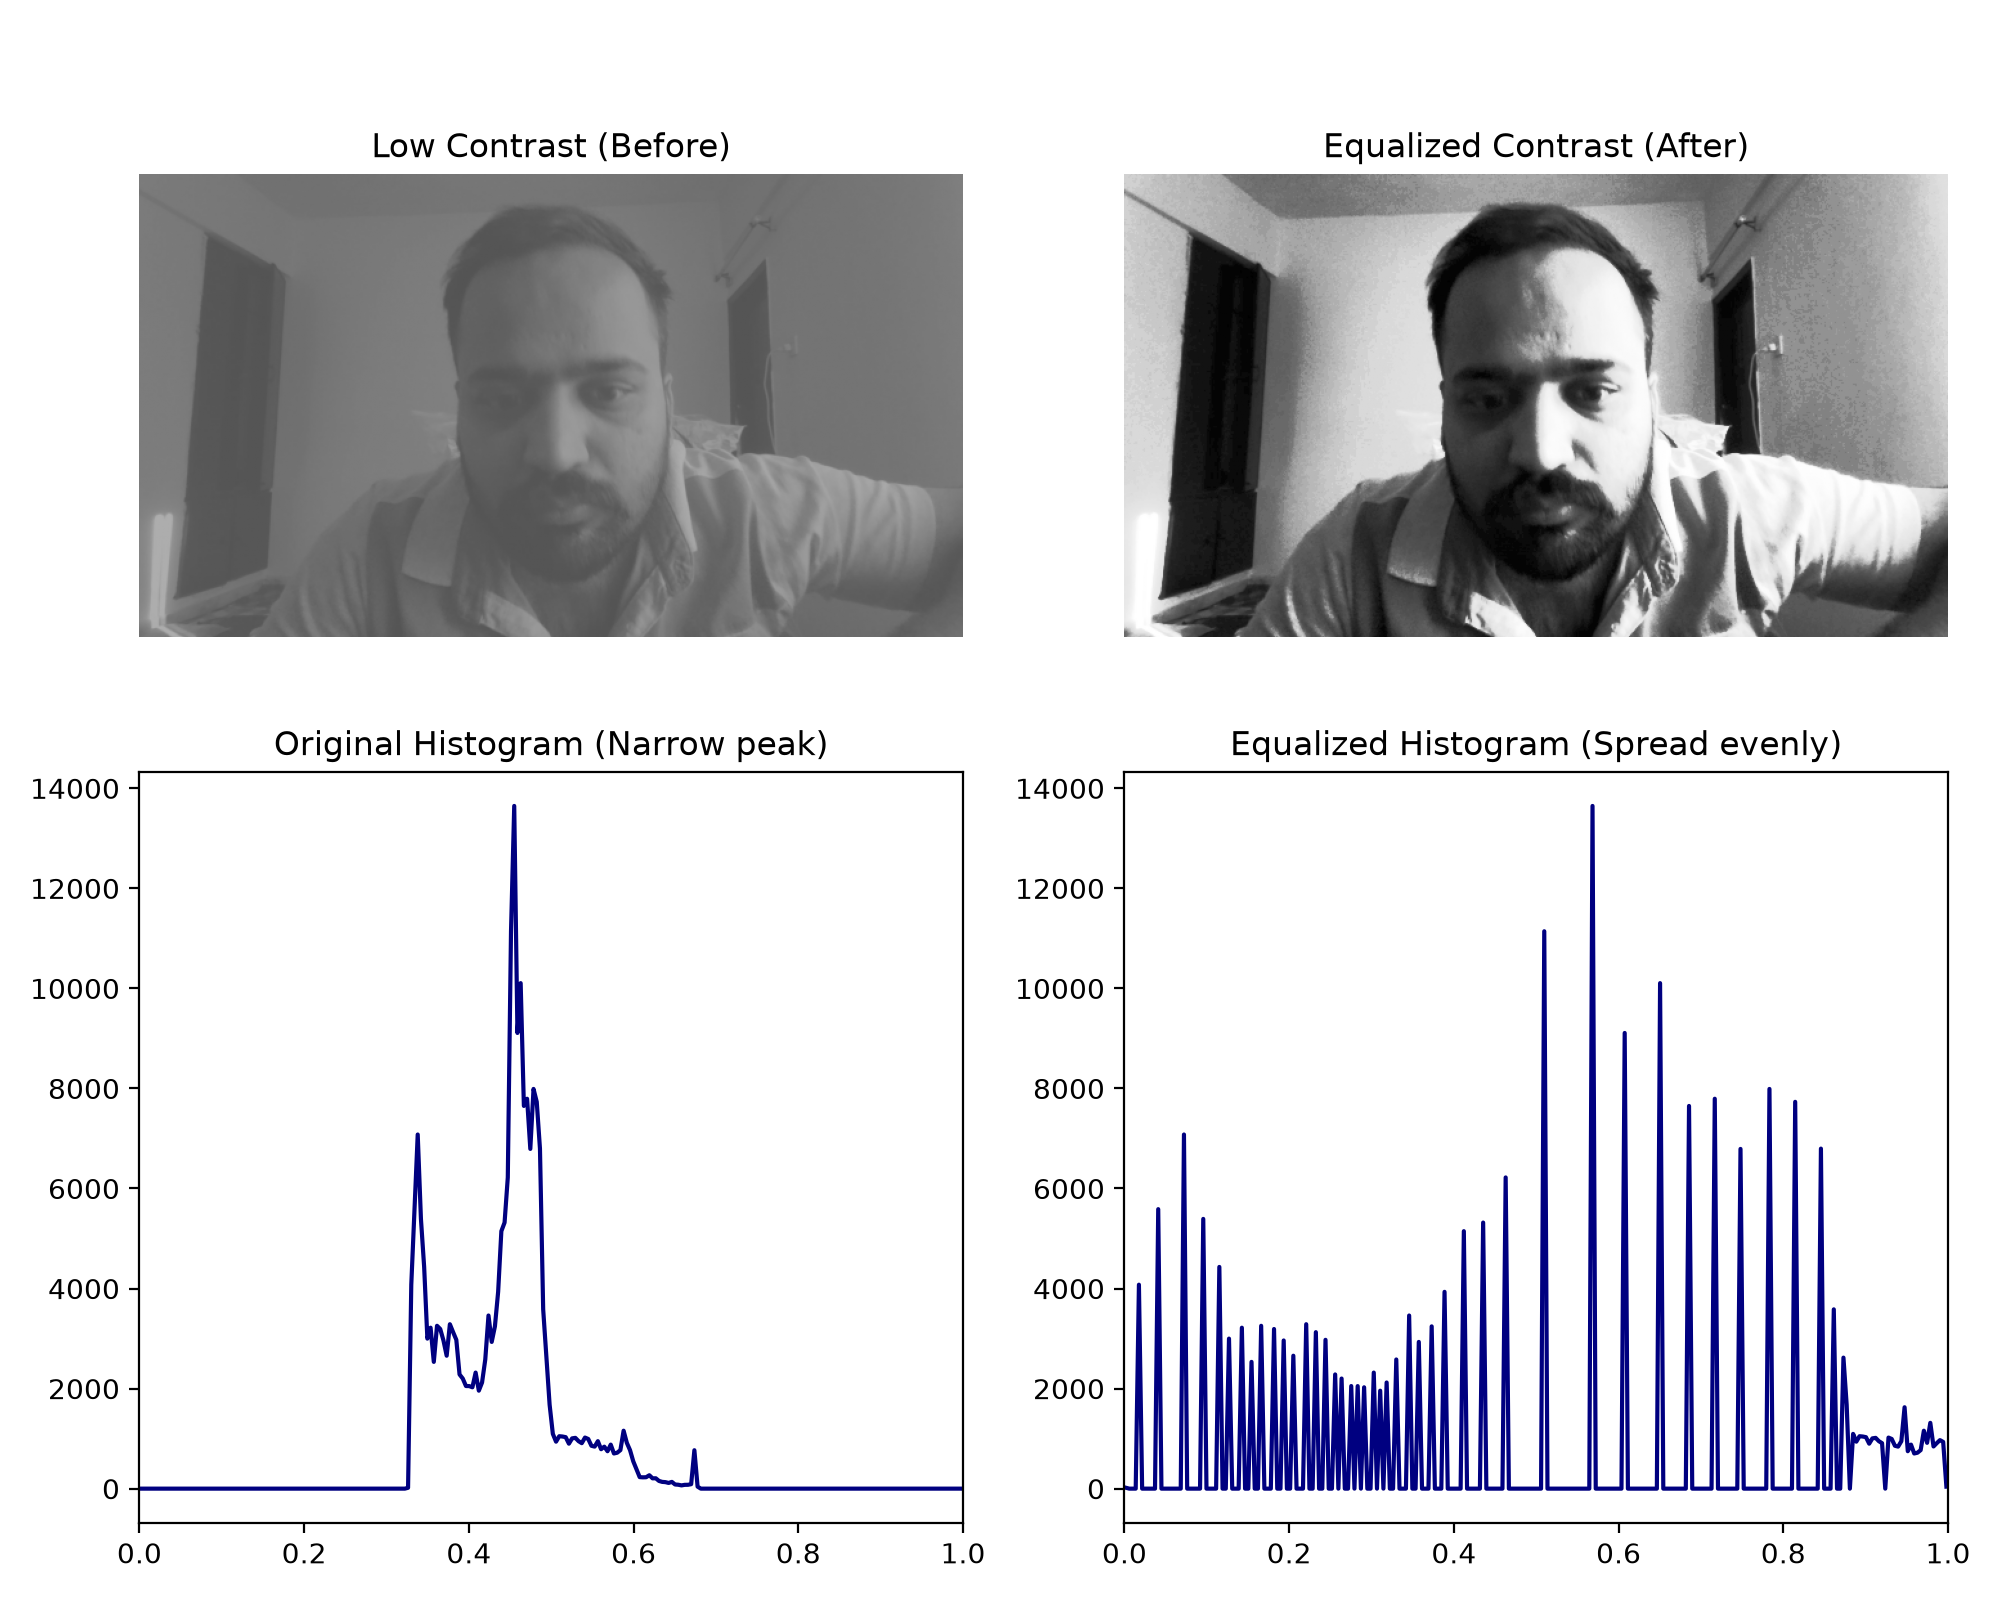 Low Contrast (Before)
Equalized Contrast (After)
Original Histogram (Narrow peak)
Equalized Histogram (Spread evenly)
14000
12000
10000
8000
6000
4000
2000
0
0.0 0.2 0.4 0.6 0.8 1.0
14000
12000
10000
8000
6000
4000
2000
0
0.0 0.2 0.4 0.6 0.8 1.0